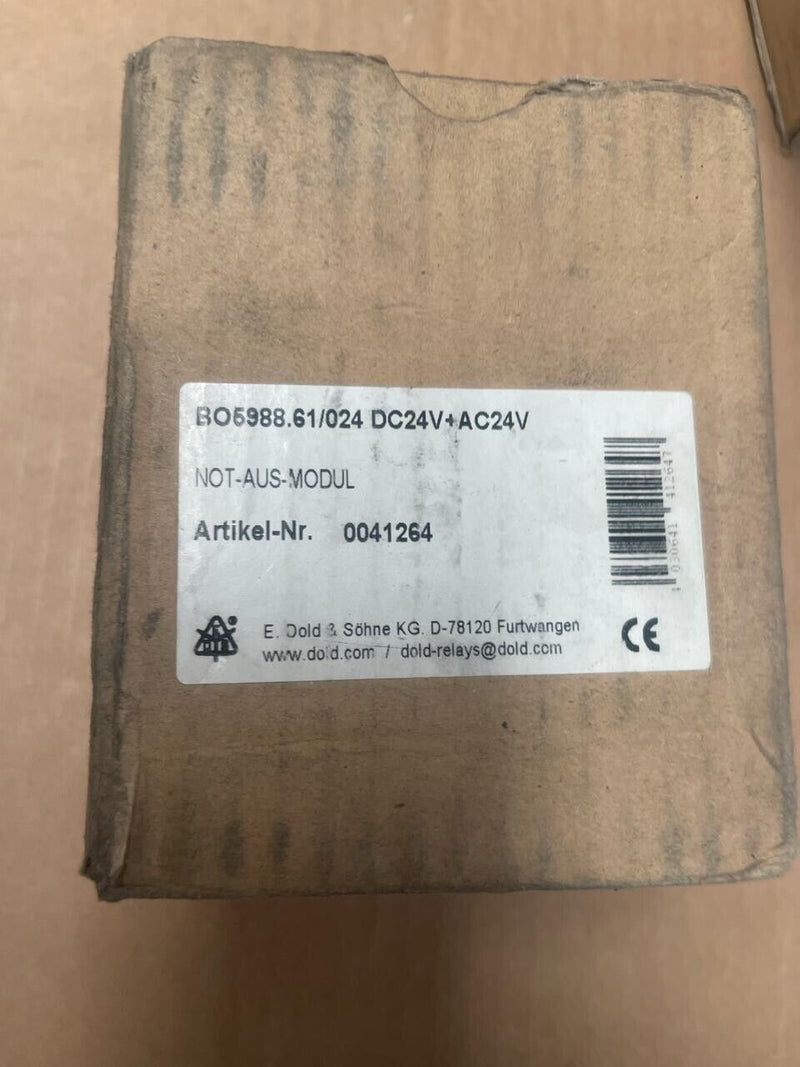 BO5988.61/024 DC24V+AC24V
NOT-AUS-MODUL
Artikel-Nr. 0041264
E. Dold & Söhne KG. D-78120 Furtwangen
www.dold.com / dold-relays@dold.com
CE